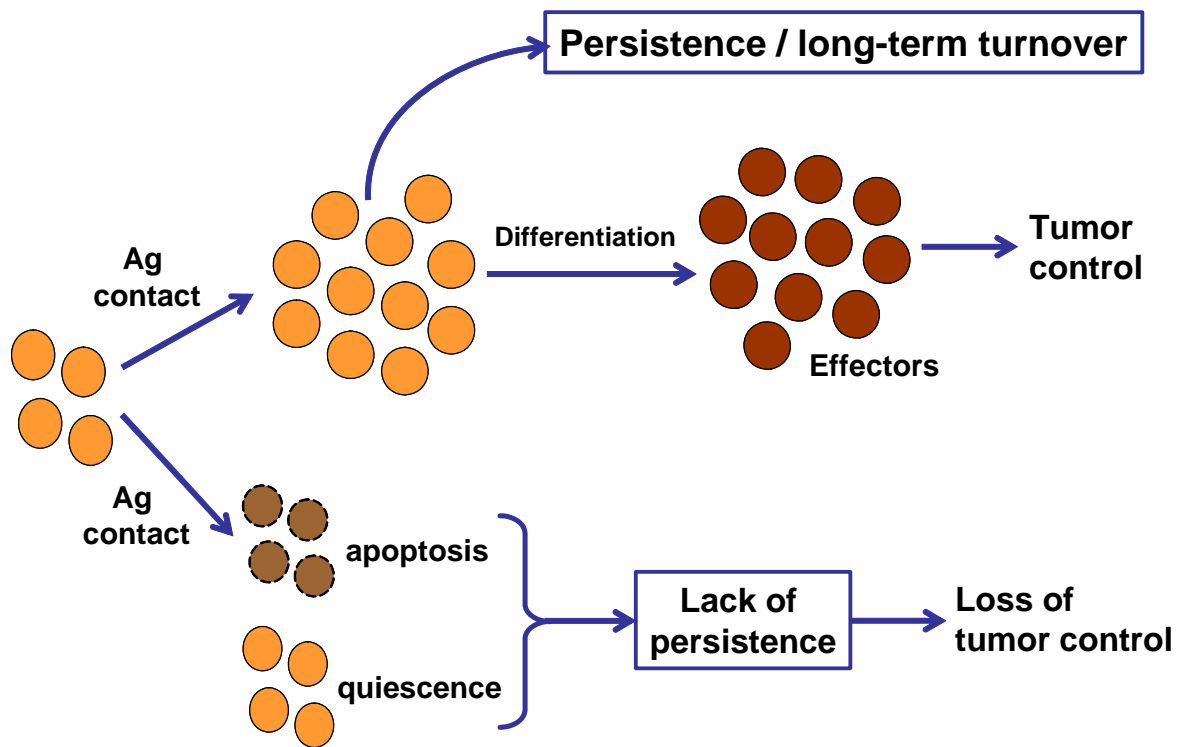 Persistence / long-term turnover
Differentiation
Tumor
control
Ag
contact
Effectors
Ag
contact
apoptosis
Lack of
persistence
Loss of
tumor control
quiescence